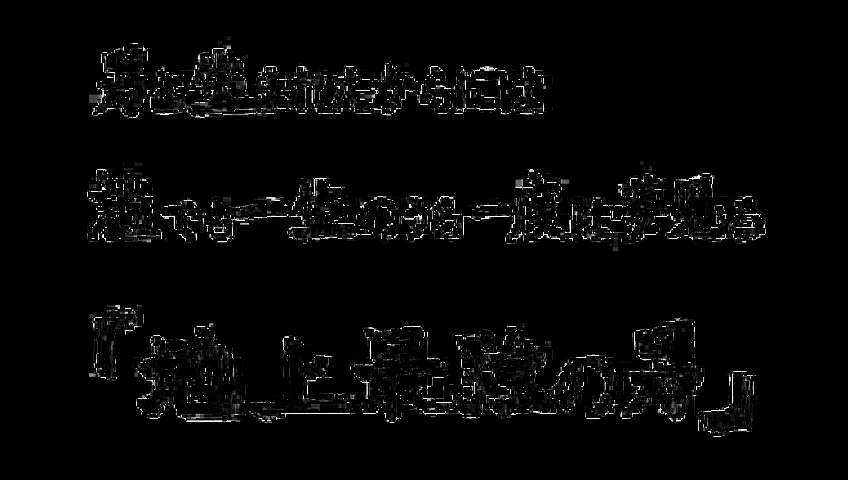 男と生まれたからには
誰でも一生のうち一度は夢見る
「地上最強の男」